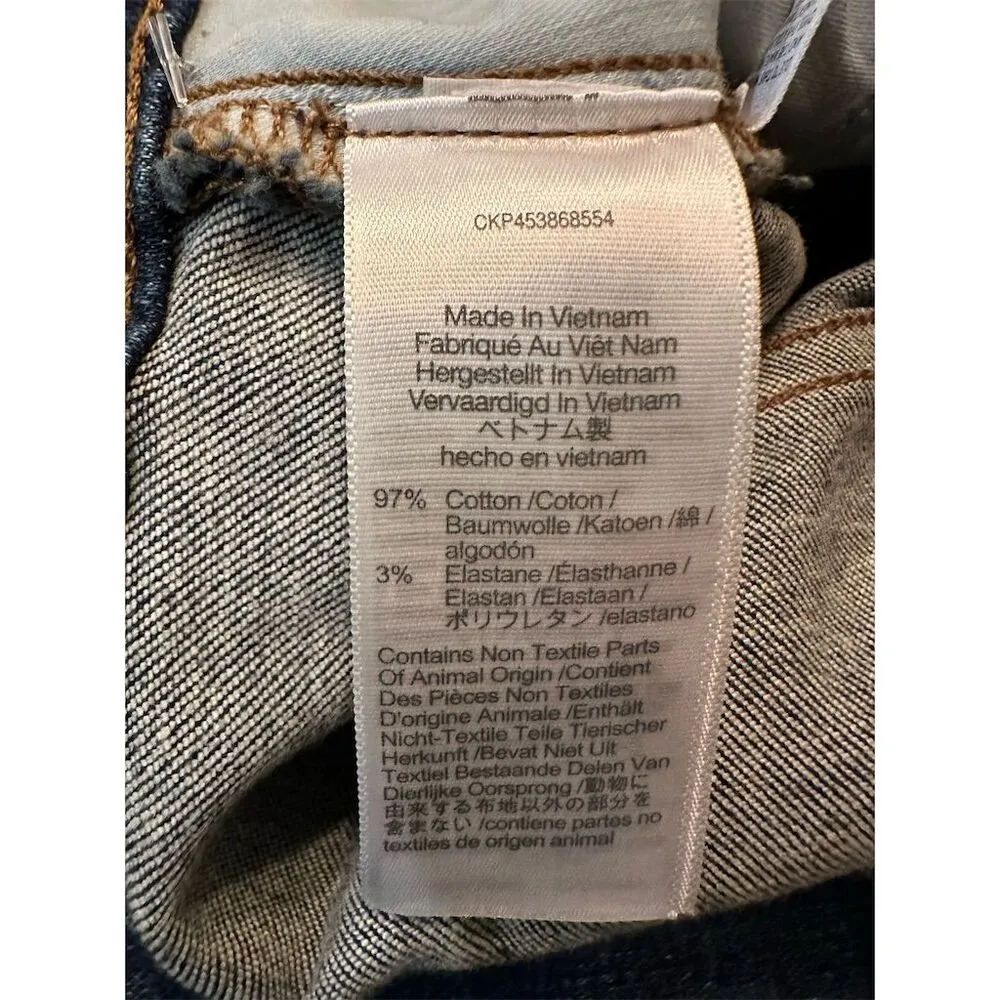 CKP453868554
Made In Vietnam
Fabriqué Au Viêt Nam
Hergestellt In Vietnam
Vervaardigd In Vietnam
ベトナム製
hecho en vietnam
97% Cotton /Coton /
Baumwolle /Katoen /綿 /
algodón
3% Elastane /Élasthanne /
Elastan /Elastaan /
ポリウレタン /elastano
Contains Non Textile Parts
Of Animal Origin /Contient
Des Pièces Non Textiles
D'origine Animale /Enthält
Nicht-Textile Teile Tierischer
Herkunft /Bevat Niet Uit
Textiel Bestaande Delen Van
Dierlijke Oorsprong /動物に
由来する布地以外の部分を
含まない /contiene partes no
textiles de origen animal